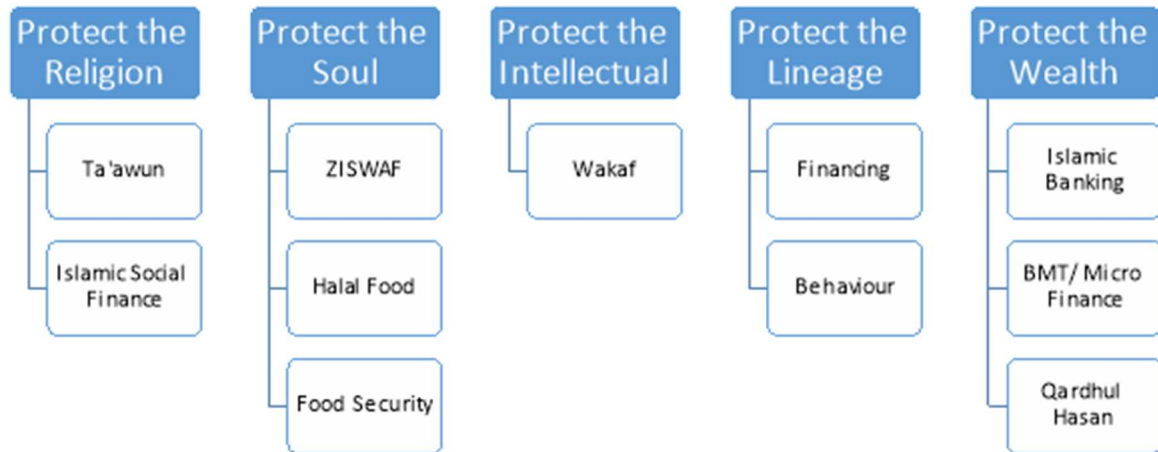 Protect the
Religion
Ta'awun
Islamic Social
Finance
Protect the
Soul
ZISWAF
Halal Food
Food Security
Protect the
Intellectual
Wakaf
Protect the
Lineage
Financing
Behaviour
Protect the
Wealth
Islamic
Banking
BMT/ Micro
Finance
Qardhul
Hasan